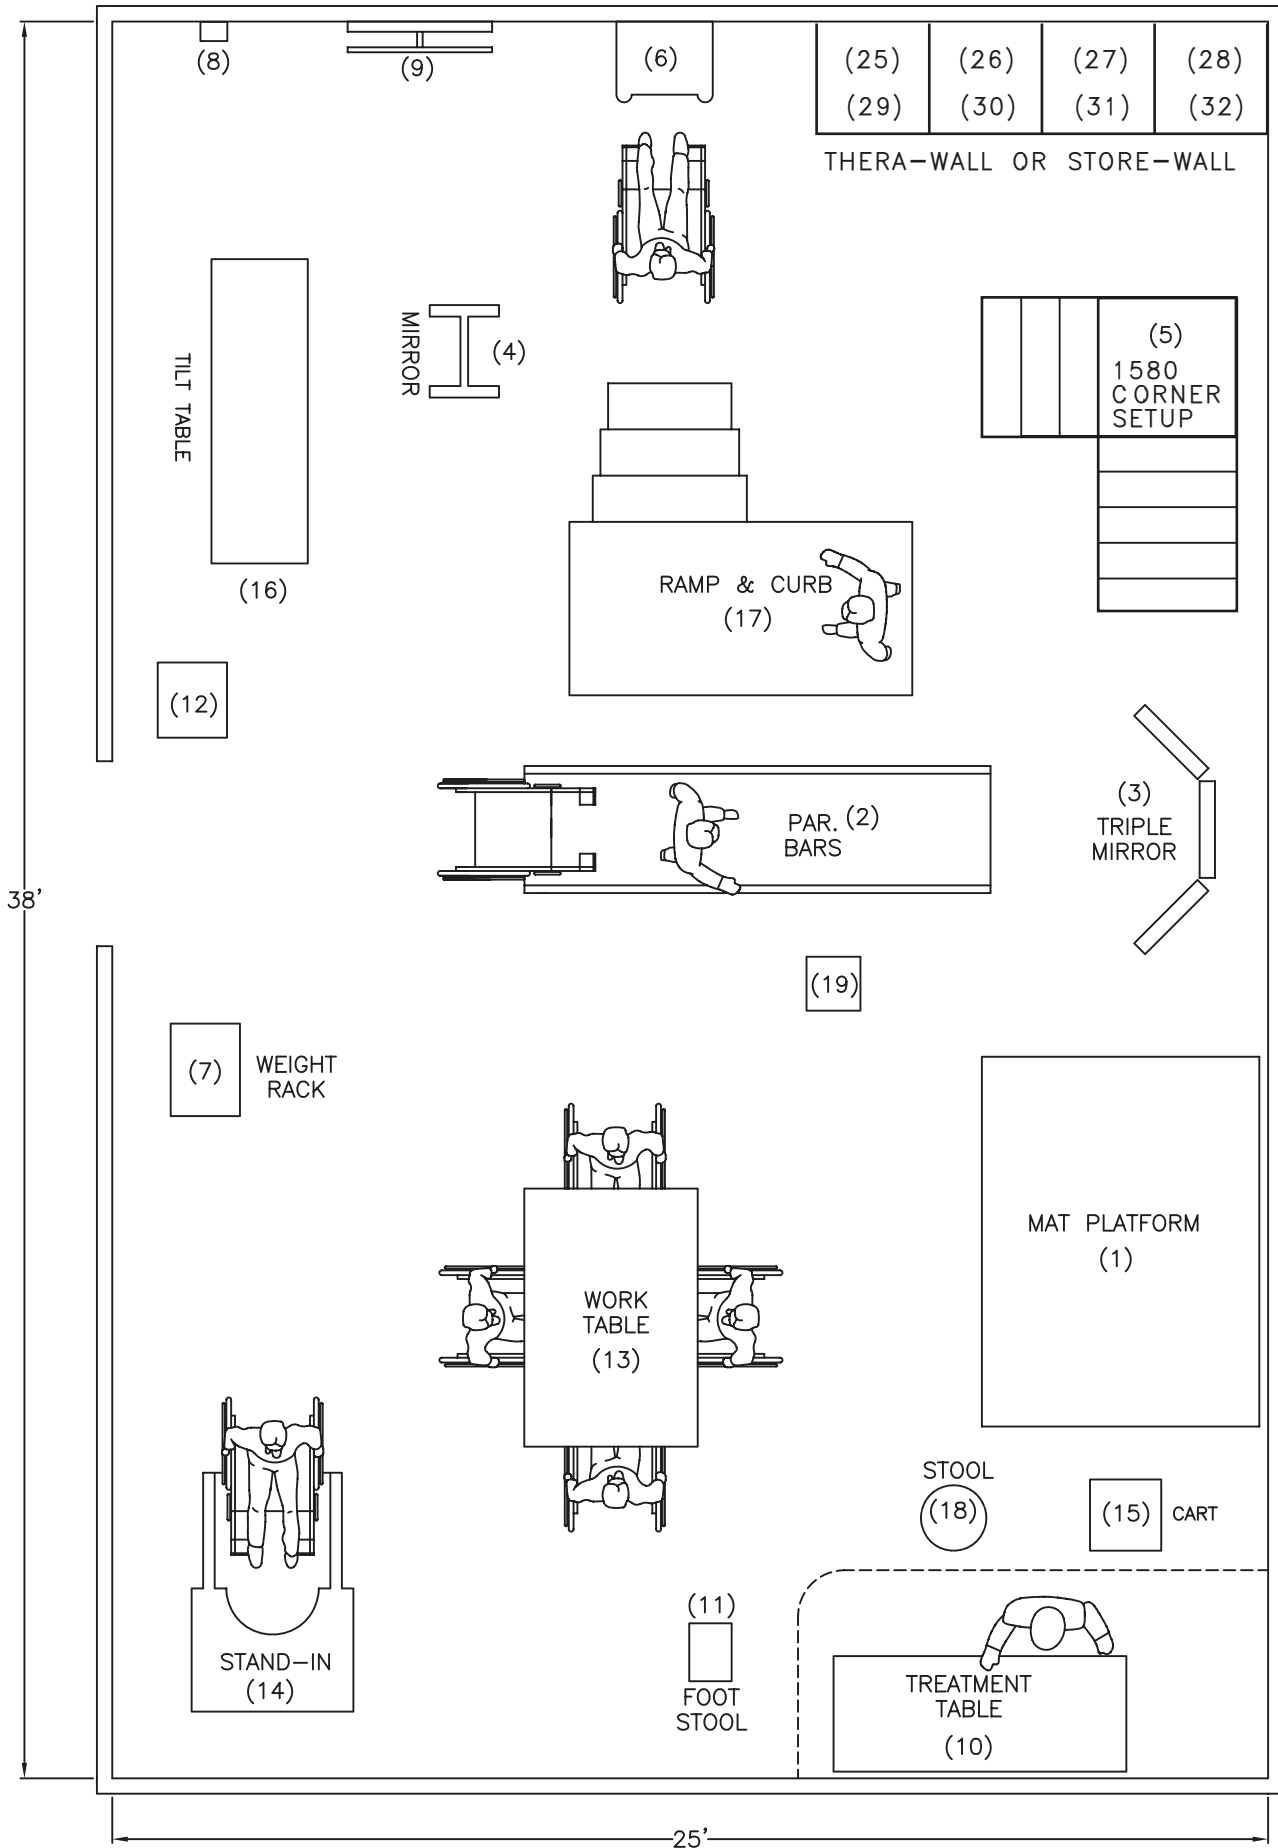 (8)
(9)
(6)
(25)
(26)
(27)
(28)
(29)
(30)
(31)
(32)
THERA-WALL OR STORE-WALL
MIRROR
(4)
TILT TABLE
(16)
(5)
1580
CORNER
SETUP
RAMP & CURB
(17)
(12)
PAR. (2)
BARS
(3)
TRIPLE
MIRROR
38'
(19)
(7)
WEIGHT
RACK
MAT PLATFORM
(1)
WORK
TABLE
(13)
STOOL
(18)
(15) CART
STAND-IN
(14)
(11)
FOOT
STOOL
TREATMENT
TABLE
(10)
25'